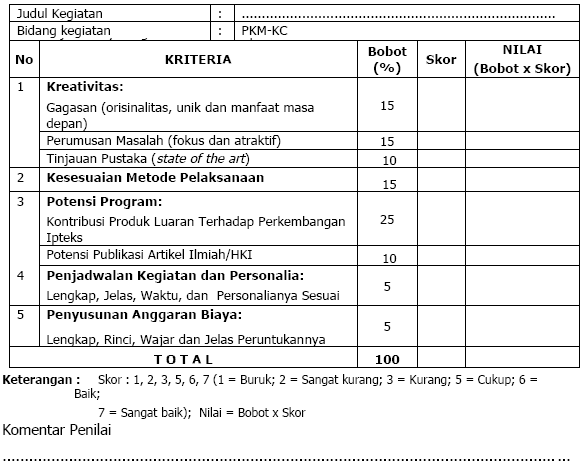 Judul Kegiatan : ..............................................................................
Bidang kegiatan : PKM-KC
No KRITERIA Bobot (%) Skor NILAI (Bobot x Skor)
1 Kreativitas:
Gagasan (orisinalitas, unik dan manfaat masa
depan) 15
Perumusan Masalah (fokus dan atraktif) 15
Tinjauan Pustaka (state of the art) 10
2 Kesesuaian Metode Pelaksanaan 15
3 Potensi Program:
Kontribusi Produk Luaran Terhadap Perkembangan
Ipteks 25
Potensi Publikasi Artikel Ilmiah/HKI 10
4 Penjadwalan Kegiatan dan Personalia:
Lengkap, Jelas, Waktu, dan Personalianya Sesuai 5
5 Penyusunan Anggaran Biaya:
Lengkap, Rinci, Wajar dan Jelas Peruntukannya 5
T O T A L 100
Keterangan : Skor : 1, 2, 3, 5, 6, 7 (1 = Buruk; 2 = Sangat kurang; 3 = Kurang; 5 = Cukup; 6 =
Baik;
7 = Sangat baik); Nilai = Bobot x Skor
Komentar Penilai
................................................................................................................